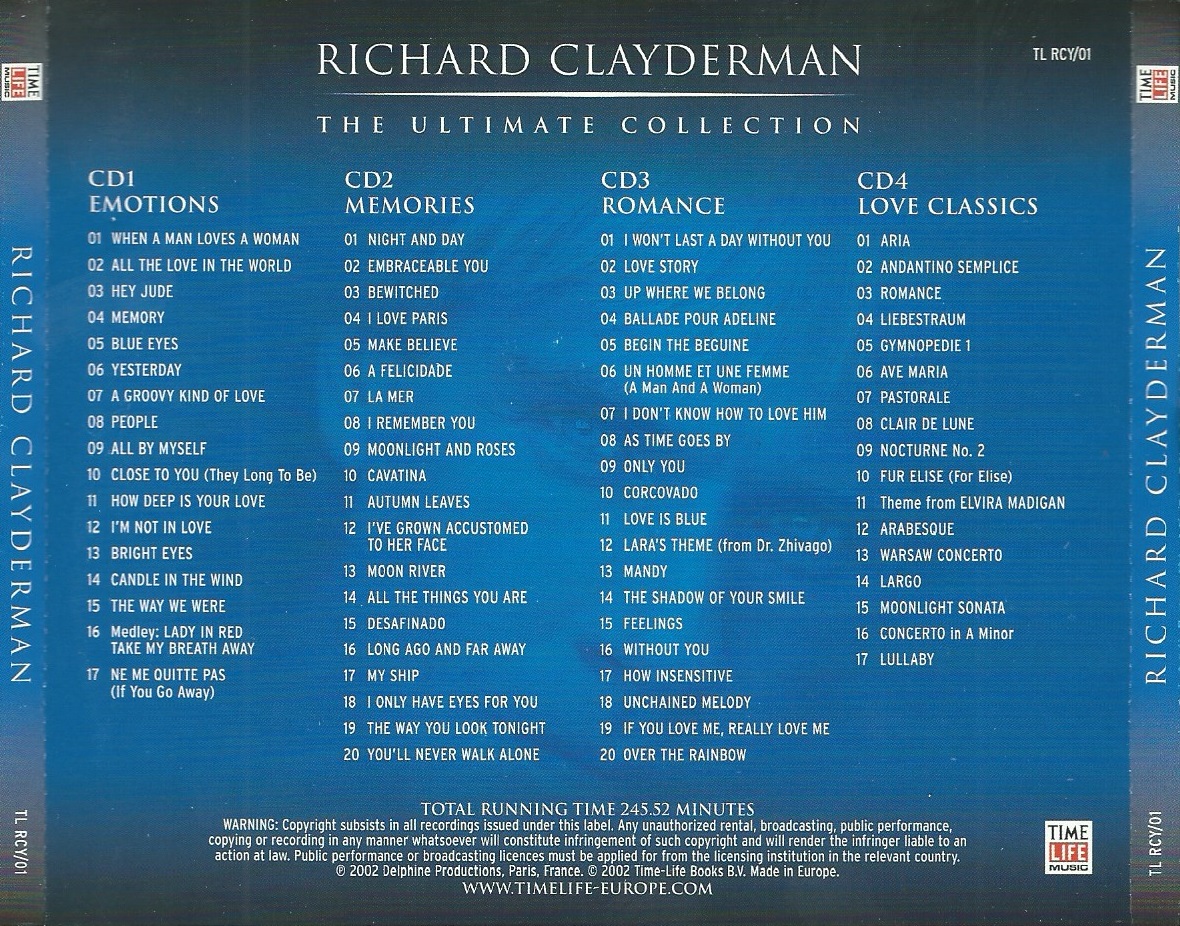 RICHARD CLAYDERMAN
TL RCY/01
THE ULTIMATE COLLECTION
CD1
EMOTIONS
01 WHEN A MAN LOVES A WOMAN
02 ALL THE LOVE IN THE WORLD
03 HEY JUDE
04 MEMORY
05 BLUE EYES
06 YESTERDAY
07 A GROOVY KIND OF LOVE
08 PEOPLE
09 ALL BY MYSELF
10 CLOSE TO YOU (They Long To Be)
11 HOW DEEP IS YOUR LOVE
12 I'M NOT IN LOVE
13 BRIGHT EYES
14 CANDLE IN THE WIND
15 THE WAY WE WERE
16 Medley: LADY IN RED
TAKE MY BREATH AWAY
17 NE ME QUITTE PAS
(If You Go Away)
CD2
MEMORIES
01 NIGHT AND DAY
02 EMBRACEABLE YOU
03 BEWITCHED
04 I LOVE PARIS
05 MAKE BELIEVE
06 A FELICIDADE
07 LA MER
08 I REMEMBER YOU
09 MOONLIGHT AND ROSES
10 CAVATINA
11 AUTUMN LEAVES
12 I'VE GROWN ACCUSTOMED
TO HER FACE
13 MOON RIVER
14 ALL THE THINGS YOU ARE
15 DESAFINADO
16 LONG AGO AND FAR AWAY
17 MY SHIP
18 I ONLY HAVE EYES FOR YOU
19 THE WAY YOU LOOK TONIGHT
20 YOU'LL NEVER WALK ALONE
CD3
ROMANCE
01 I WON'T LAST A DAY WITHOUT YOU
02 LOVE STORY
03 UP WHERE WE BELONG
04 BALLADE POUR ADELINE
05 BEGIN THE BEGUINE
06 UN HOMME ET UNE FEMME
(A Man And A Woman)
07 I DON'T KNOW HOW TO LOVE HIM
08 AS TIME GOES BY
09 ONLY YOU
10 CORCOVADO
11 LOVE IS BLUE
12 LARA'S THEME (from Dr. Zhivago)
13 MANDY
14 THE SHADOW OF YOUR SMILE
15 FEELINGS
16 WITHOUT YOU
17 HOW INSENSITIVE
18 UNCHAINED MELODY
19 IF YOU LOVE ME, REALLY LOVE ME
20 OVER THE RAINBOW
CD4
LOVE CLASSICS
01 ARIA
02 ANDANTINO SEMPLICE
03 ROMANCE
04 LIEBESTRAUM
05 GYMNOPEDIE 1
06 AVE MARIA
07 PASTORALE
08 CLAIR DE LUNE
09 NOCTURNE No. 2
10 FUR ELISE (For Elise)
11 Theme from ELVIRA MADIGAN
12 ARABESQUE
13 WARSAW CONCERTO
14 LARGO
15 MOONLIGHT SONATA
16 CONCERTO in A Minor
17 LULLABY
TOTAL RUNNING TIME 245.52 MINUTES
WARNING: Copyright subsists in all recordings issued under this label. Any unauthorized rental, broadcasting, public performance,
copying or recording in any manner whatsoever will constitute infringement of such copyright and will render the infringer liable to an
action at law. Public performance or broadcasting licences must be applied for from the licensing institution in the relevant country.
℗ 2002 Delphine Productions, Paris, France. © 2002 Time-Life Books B.V. Made in Europe.
WWW.TIMELIFE-EUROPE.COM
TIME
LIFE
MUSIC
TIME
LIFE
MUSIC
RICHARD CLAYDERMAN
TL RCY/01
TIME
LIFE
MUSIC
RICHARD CLAYDERMAN
TL RCY/01